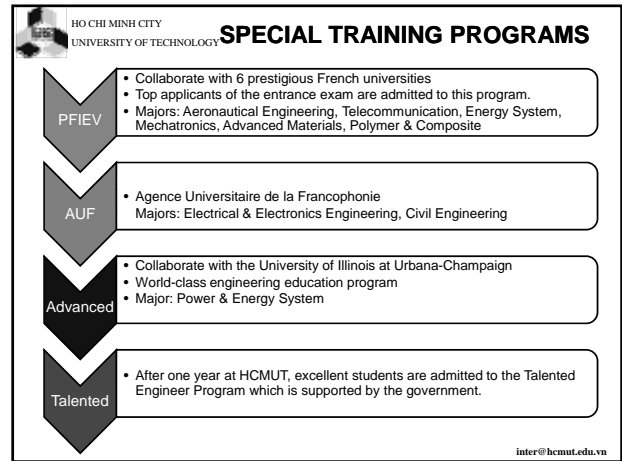 HO CHI MINH CITY
UNIVERSITY OF TECHNOLOGY
SPECIAL TRAINING PROGRAMS
PFIEV
• Collaborate with 6 prestigious French universities
• Top applicants of the entrance exam are admitted to this program.
• Majors: Aeronautical Engineering, Telecommunication, Energy System,
Mechatronics, Advanced Materials, Polymer & Composite
AUF
• Agence Universitaire de la Francophonie
Majors: Electrical & Electronics Engineering, Civil Engineering
Advanced
• Collaborate with the University of Illinois at Urbana-Champaign
• World-class engineering education program
• Major: Power & Energy System
Talented
• After one year at HCMUT, excellent students are admitted to the Talented
Engineer Program which is supported by the government.
inter@hcmut.edu.vn